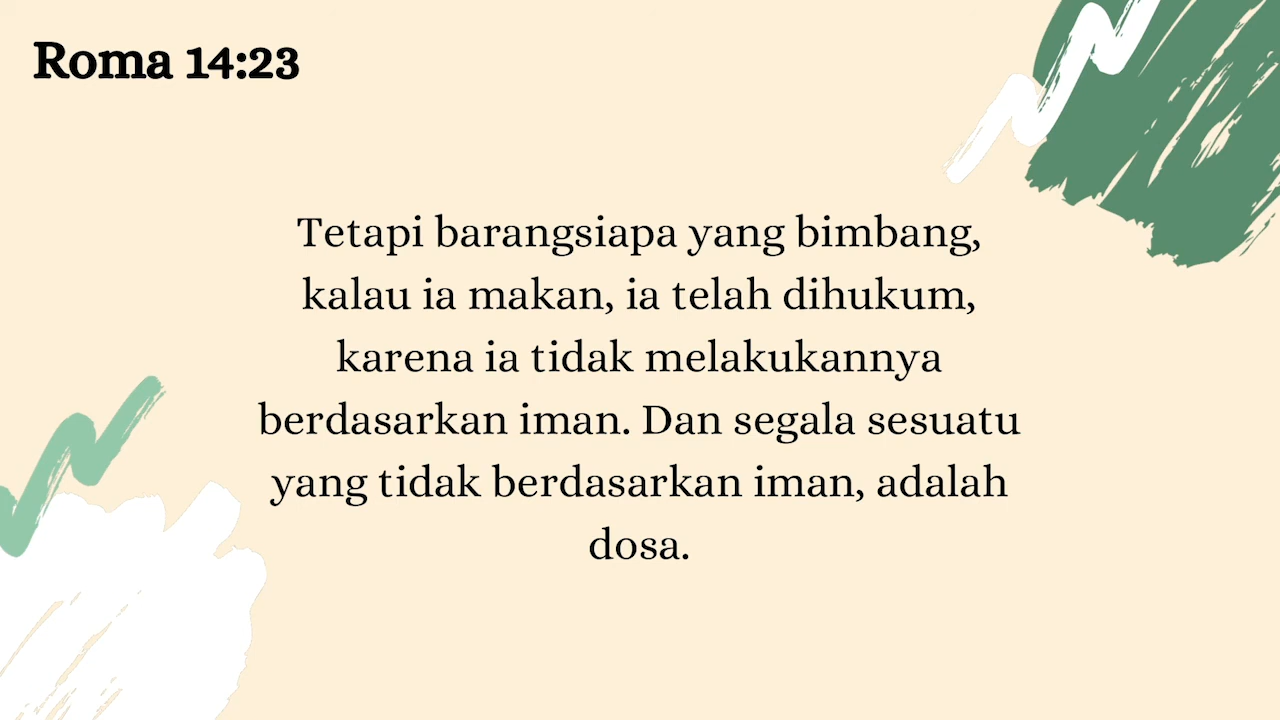 Roma 14:23
Tetapi barangsiapa yang bimbang,
kalau ia makan, ia telah dihukum,
karena ia tidak melakukannya
berdasarkan iman. Dan segala sesuatu
yang tidak berdasarkan iman, adalah
dosa.